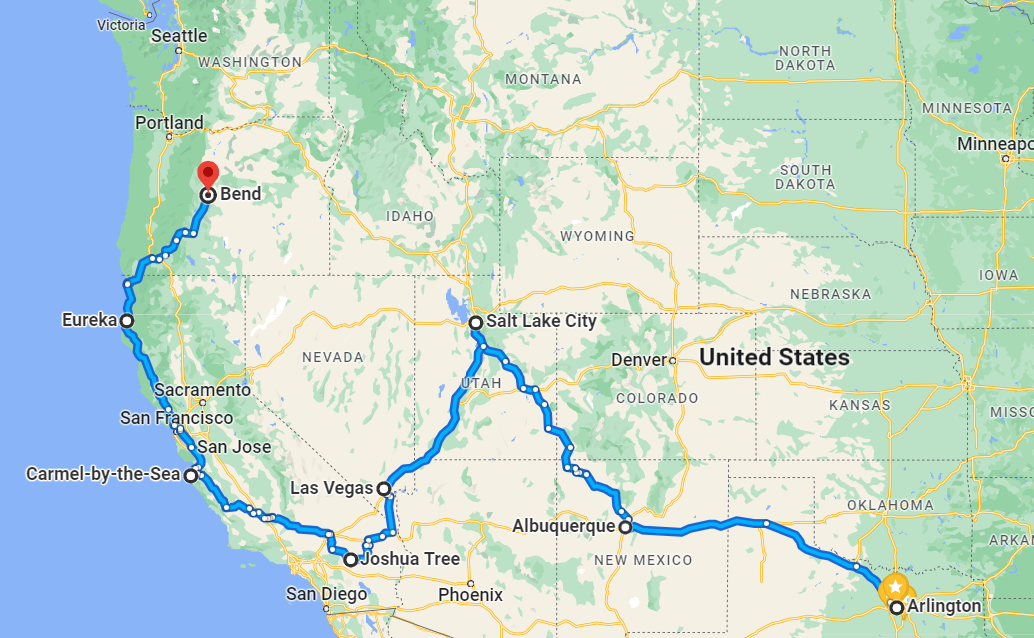 Victoria
Seattle
WASHINGTON
NORTH
DAKOTA
MONTANA
MINNESOTA
Portland
Minneapo
SOUTH
DAKOTA
Bend
IDAHO
WYOMING
IOWA
NEBRASKA
Eureka
Salt Lake City
NEVADA
Denver
United States
UTAH
Sacramento
COLORADO
KANSAS
MISSO
San Francisco
San Jose
Carmel-by-the-Sea
Las Vegas
OKLAHOMA
Albuquerque
ARKAN
Joshua Tree
NEW MEXICO
San Diego
Phoenix
Arlington